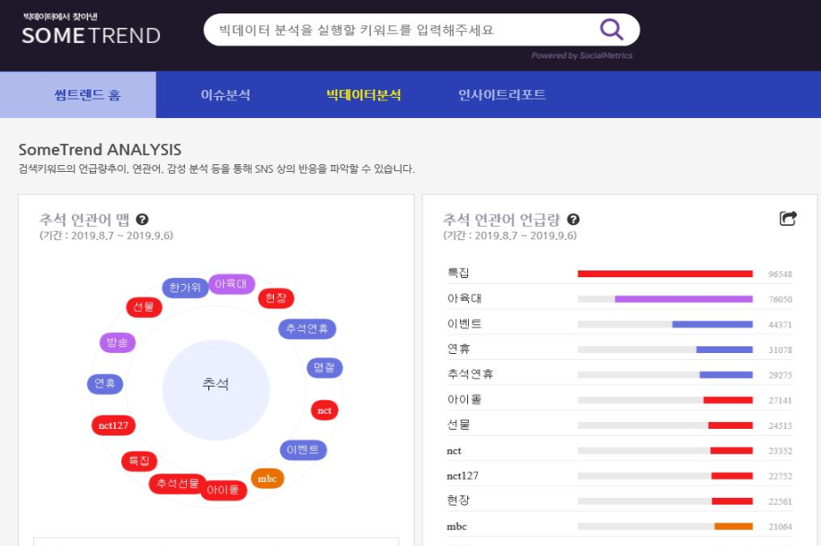 빅데이터에서 찾아낸
SOMETREND
빅데이터 분석을 실행할 키워드를 입력해주세요
Powered by SocialMetrics
썸트렌드 홈
이슈분석
빅데이터분석
인사이트리포트
SomeTrend ANALYSIS
검색키워드의 언급량추이, 연관어, 감성 분석 등을 통해 SNS 상의 반응을 파악할 수 있습니다.
추석 연관어 맵 ?
(기간 : 2019.8.7 ~ 2019.9.6)
한가위
아육대
선물
현장
추석연휴
방송
명절
연휴
추석
nct
nct127
이벤트
특집
mbc
추석선물
아이돌
추석 연관어 언급량 ?
(기간 : 2019.8.7 ~ 2019.9.6)
특집 96548
아육대 76050
이벤트 44371
연휴 31078
추석연휴 29275
아이돌 27141
선물 24515
nct 23352
nct127 22752
현장 22561
mbc 21064